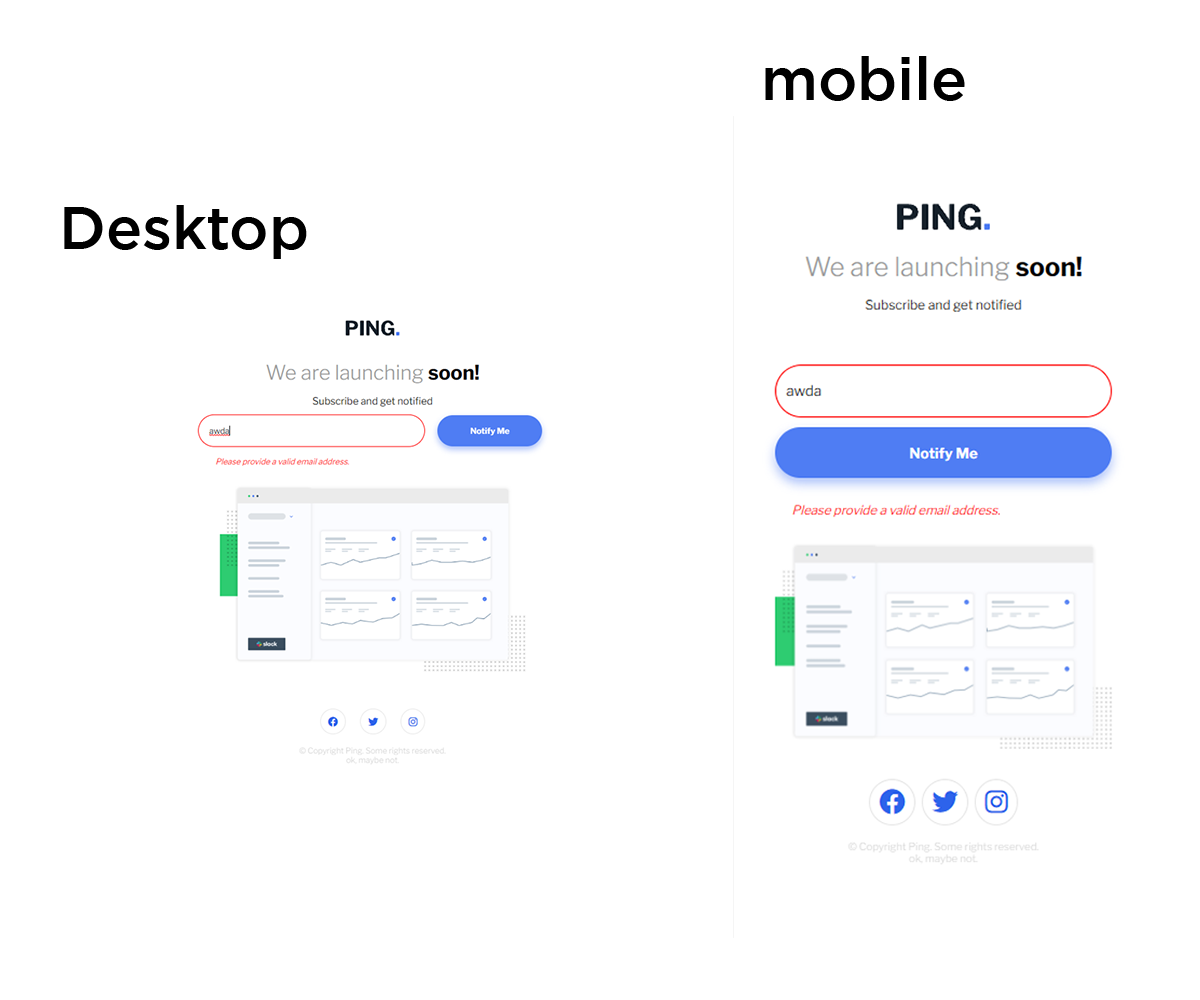 Desktop
PING.
We are launching soon!
Subscribe and get notified
awda
Notify Me
Please provide a valid email address.
slack
© Copyright Ping. Some rights reserved.
ok, maybe not.
mobile
PING.
We are launching soon!
Subscribe and get notified
awda
Notify Me
Please provide a valid email address.
slack
© Copyright Ping. Some rights reserved.
ok, maybe not.